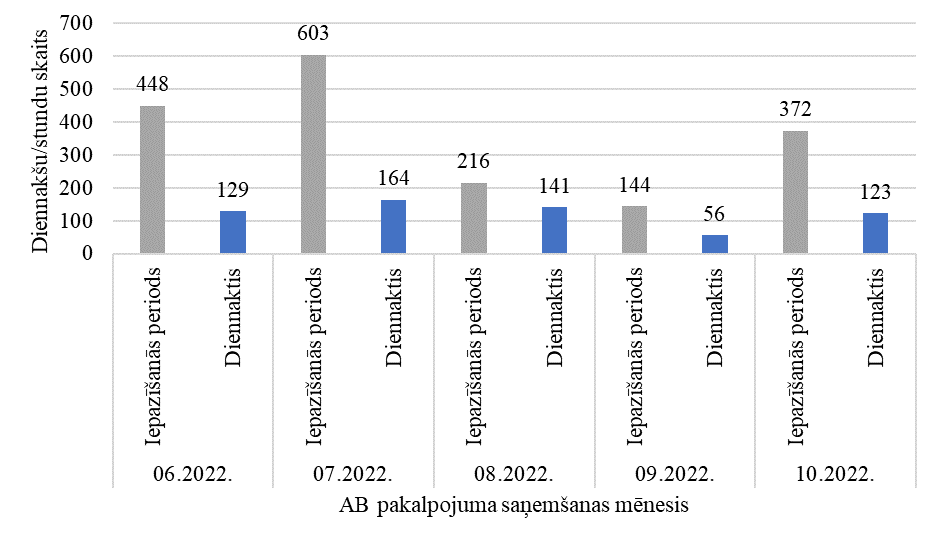 Diennakšu/stundu skaits
700
600
500
400
300
200
100
0
448
129
603
164
216
141
144
56
372
123
Iepazīšanās periods
Diennaktis
Iepazīšanās periods
Diennaktis
Iepazīšanās periods
Diennaktis
Iepazīšanās periods
Diennaktis
Iepazīšanās periods
Diennaktis
06.2022.
07.2022.
08.2022.
09.2022.
10.2022.
AB pakalpojuma saņemšanas mēnesis